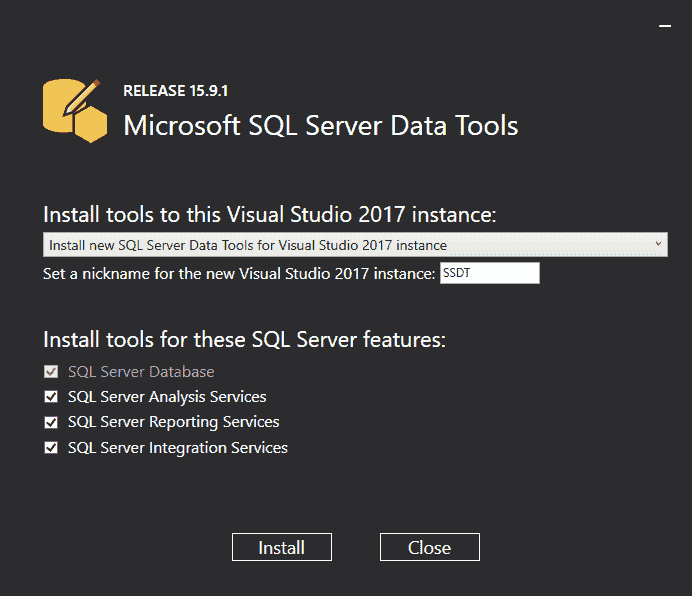 RELEASE 15.9.1
Microsoft SQL Server Data Tools
Install tools to this Visual Studio 2017 instance:
Install new SQL Server Data Tools for Visual Studio 2017 instance
Set a nickname for the new Visual Studio 2017 instance: SSDT
Install tools for these SQL Server features:
SQL Server Database
SQL Server Analysis Services
SQL Server Reporting Services
SQL Server Integration Services
Install Close